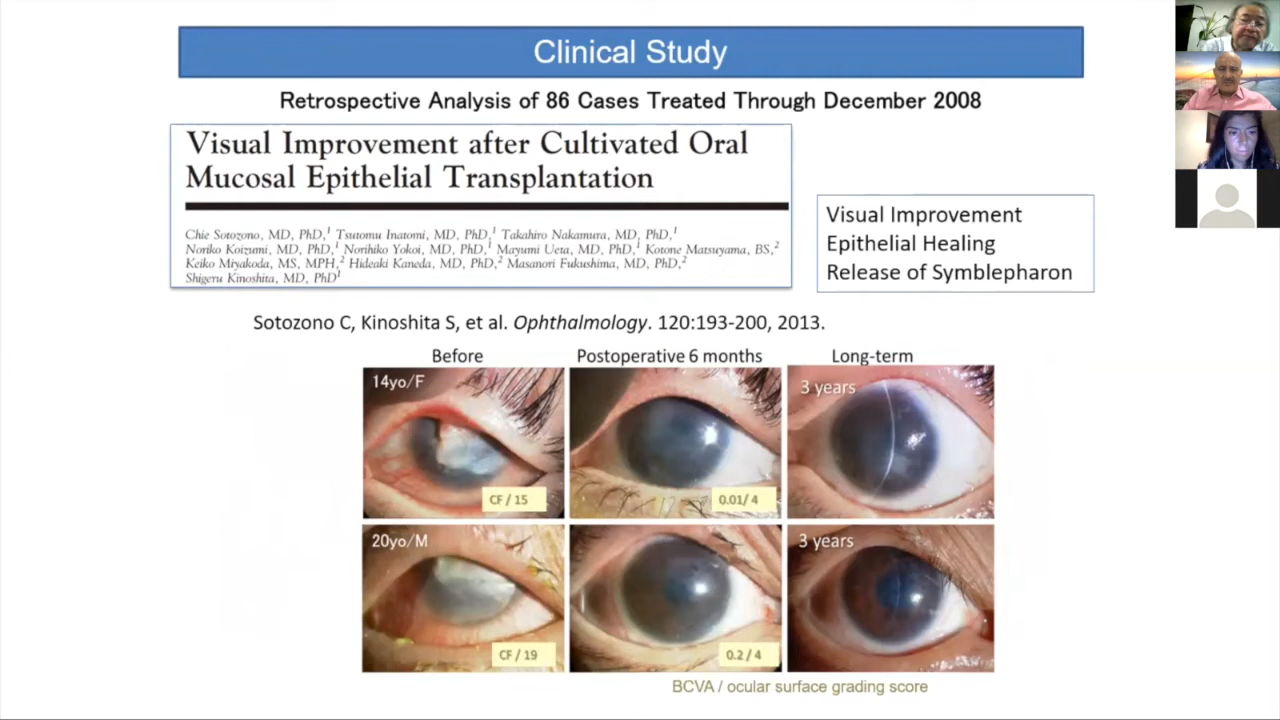 Clinical Study
Retrospective Analysis of 86 Cases Treated Through December 2008
Visual Improvement after Cultivated Oral
Mucosal Epithelial Transplantation
Chie Sotozono, MD, PhD,1 Tsutomu Inatomi, MD, PhD,1 Takahiro Nakamura, MD, PhD,1
Noriko Koizumi, MD, PhD,1 Norihiko Yokoi, MD, PhD,1 Mayumi Ueta, MD, PhD,1 Kotone Matsuyama, BS,2
Keiko Miyakoda, MS, MPH,2 Hideaki Kaneda, MD, PhD,2 Masanori Fukushima, MD, PhD,2
Shigeru Kinoshita, MD, PhD1
Visual Improvement
Epithelial Healing
Release of Symblepharon
Sotozono C, Kinoshita S, et al. Ophthalmology. 120:193-200, 2013.
Before Postoperative 6 months Long-term
14yo/F
3 years
CF / 15
0.01/ 4
20yo/M
3 years
CF / 19
0.2 / 4
BCVA / ocular surface grading score